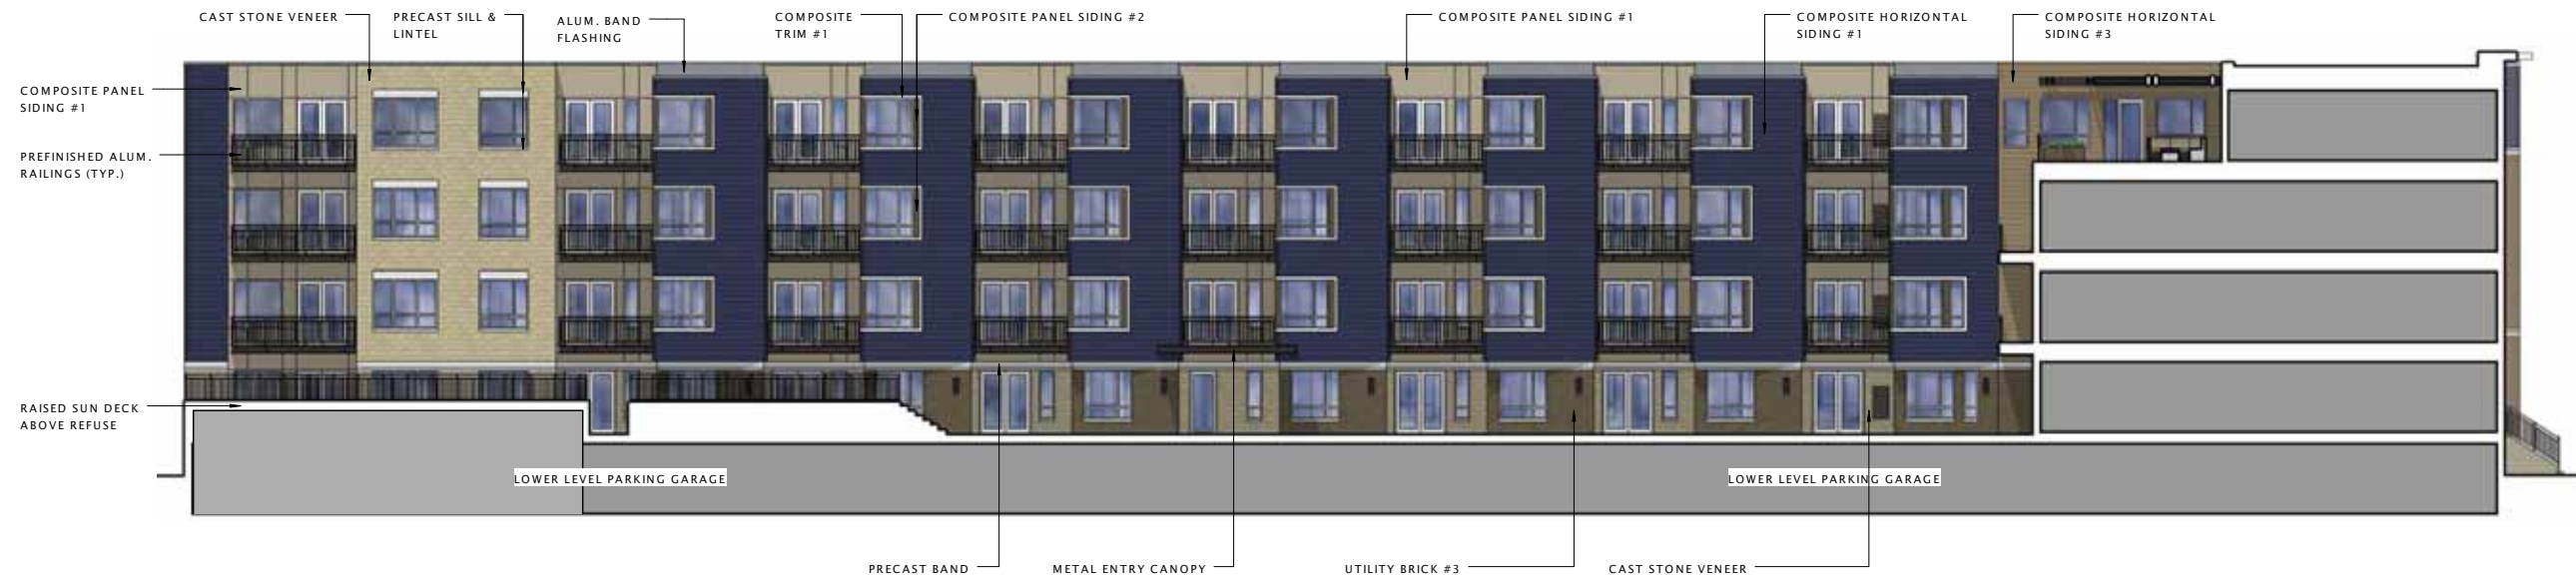 CAST STONE VENEER
PRECAST SILL &
LINTEL
ALUM. BAND
FLASHING
COMPOSITE
TRIM #1
COMPOSITE PANEL SIDING #2
COMPOSITE PANEL SIDING #1
COMPOSITE HORIZONTAL
SIDING #1
COMPOSITE HORIZONTAL
SIDING #3
COMPOSITE PANEL
SIDING #1
PREFINISHED ALUM.
RAILINGS (TYP.)
RAISED SUN DECK
ABOVE REFUSE
LOWER LEVEL PARKING GARAGE
LOWER LEVEL PARKING GARAGE
PRECAST BAND
METAL ENTRY CANOPY
UTILITY BRICK #3
CAST STONE VENEER